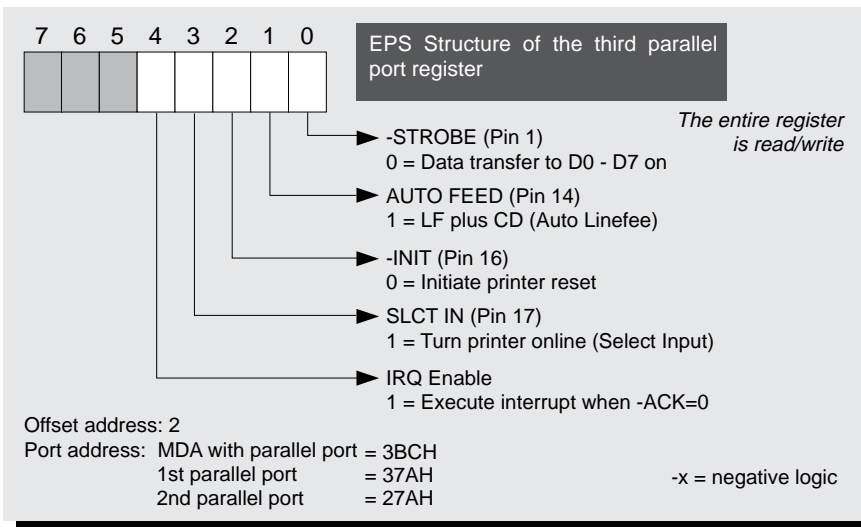 7 6 5 4 3 2 1 0
EPS Structure of the third parallel
port register
The entire register
is read/write
-STROBE (Pin 1)
0 = Data transfer to D0 - D7 on
AUTO FEED (Pin 14)
1 = LF plus CD (Auto Linefee)
-INIT (Pin 16)
0 = Initiate printer reset
SLCT IN (Pin 17)
1 = Turn printer online (Select Input)
IRQ Enable
1 = Execute interrupt when -ACK=0
Offset address: 2
Port address: MDA with parallel port = 3BCH
1st parallel port = 37AH
2nd parallel port = 27AH
-x = negative logic